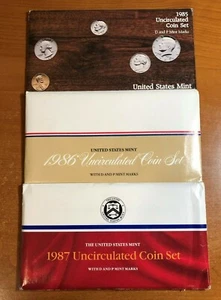 1985
Uncirculated
Coin Set
D and P Mint Marks
United States Mint
UNITED STATES MINT
1986 Uncirculated Coin Set
WITH D AND P MINT MARKS
THE UNITED STATES MINT
1987 Uncirculated Coin Set
WITH D AND P MINT MARKS